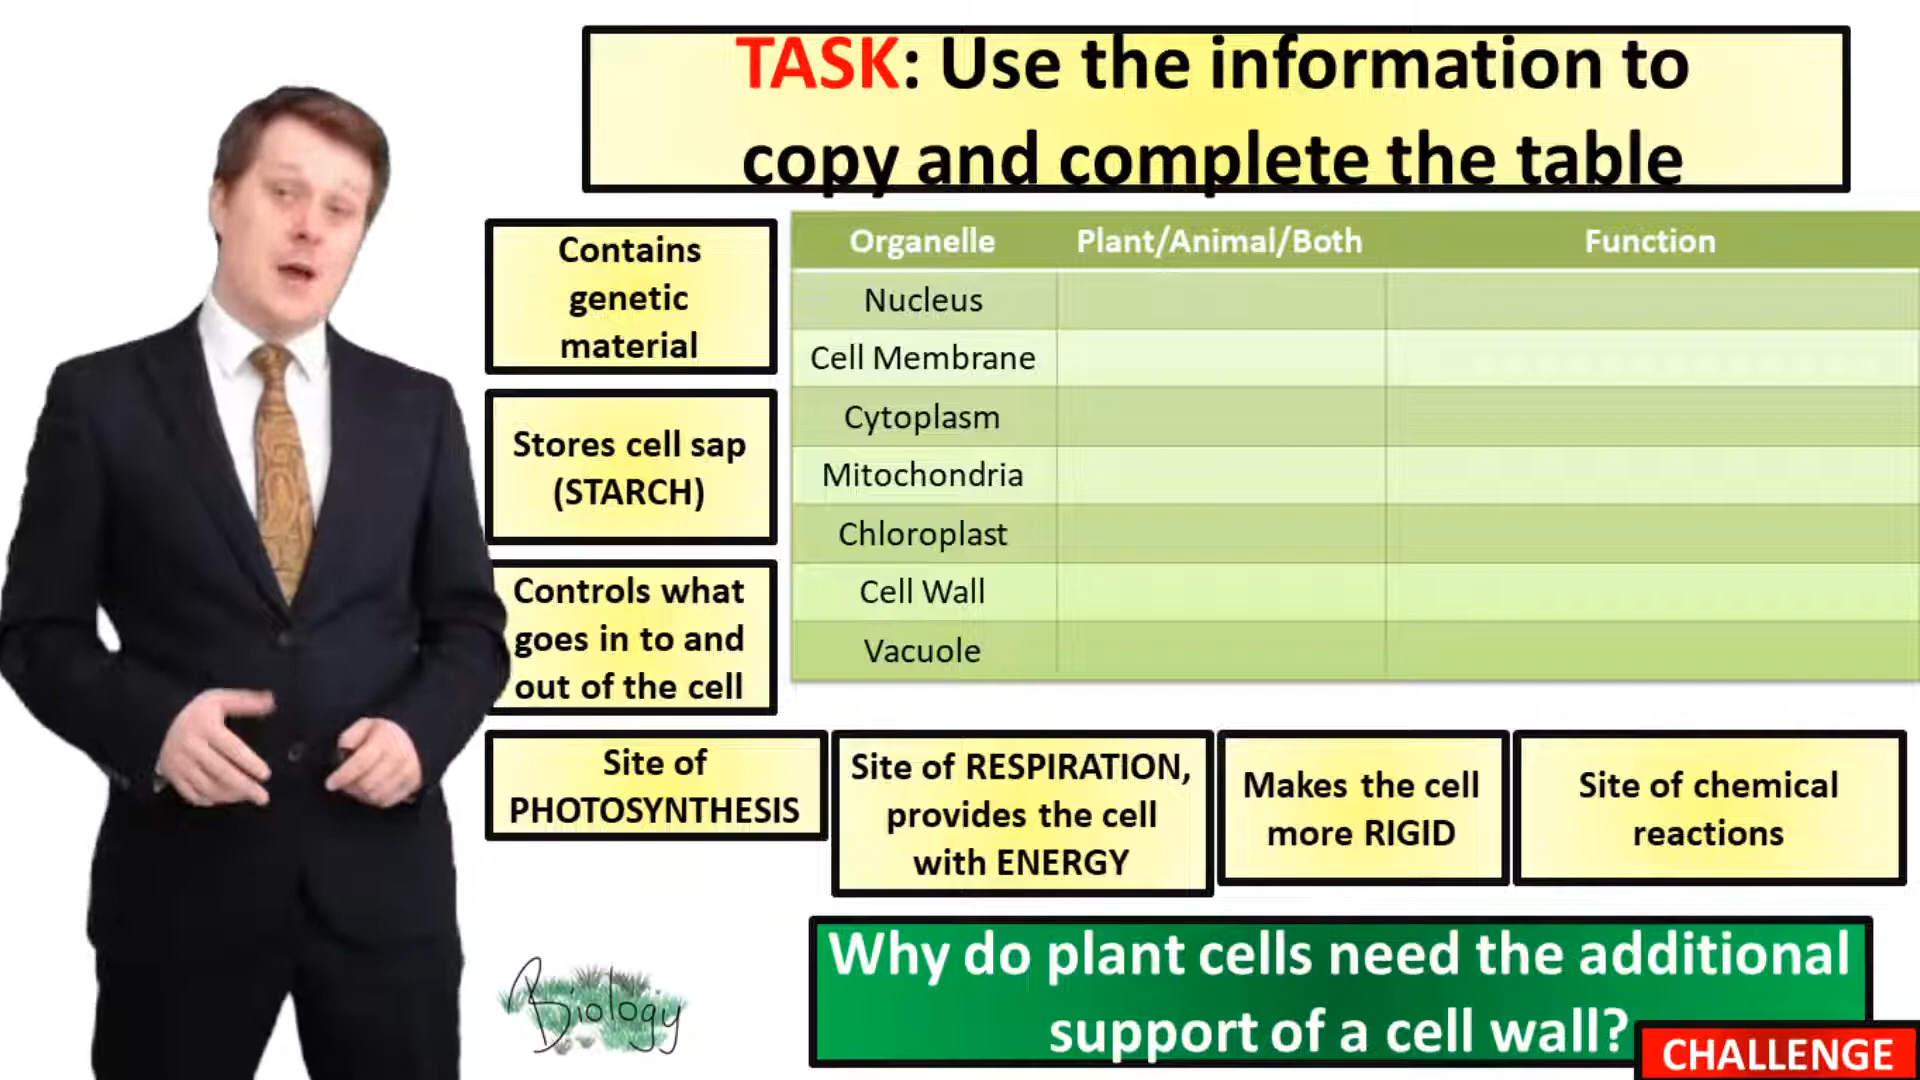 TASK: Use the information to
copy and complete the table
Contains
genetic
material
Stores cell sap
(STARCH)
Controls what
goes in to and
out of the cell
Organelle Plant/Animal/Both Function
Nucleus
Cell Membrane
Cytoplasm
Mitochondria
Chloroplast
Cell Wall
Vacuole
Site of
PHOTOSYNTHESIS
Site of RESPIRATION,
provides the cell
with ENERGY
Makes the cell
more RIGID
Site of chemical
reactions
Biology
Why do plant cells need the additional
support of a cell wall?
CHALLENGE